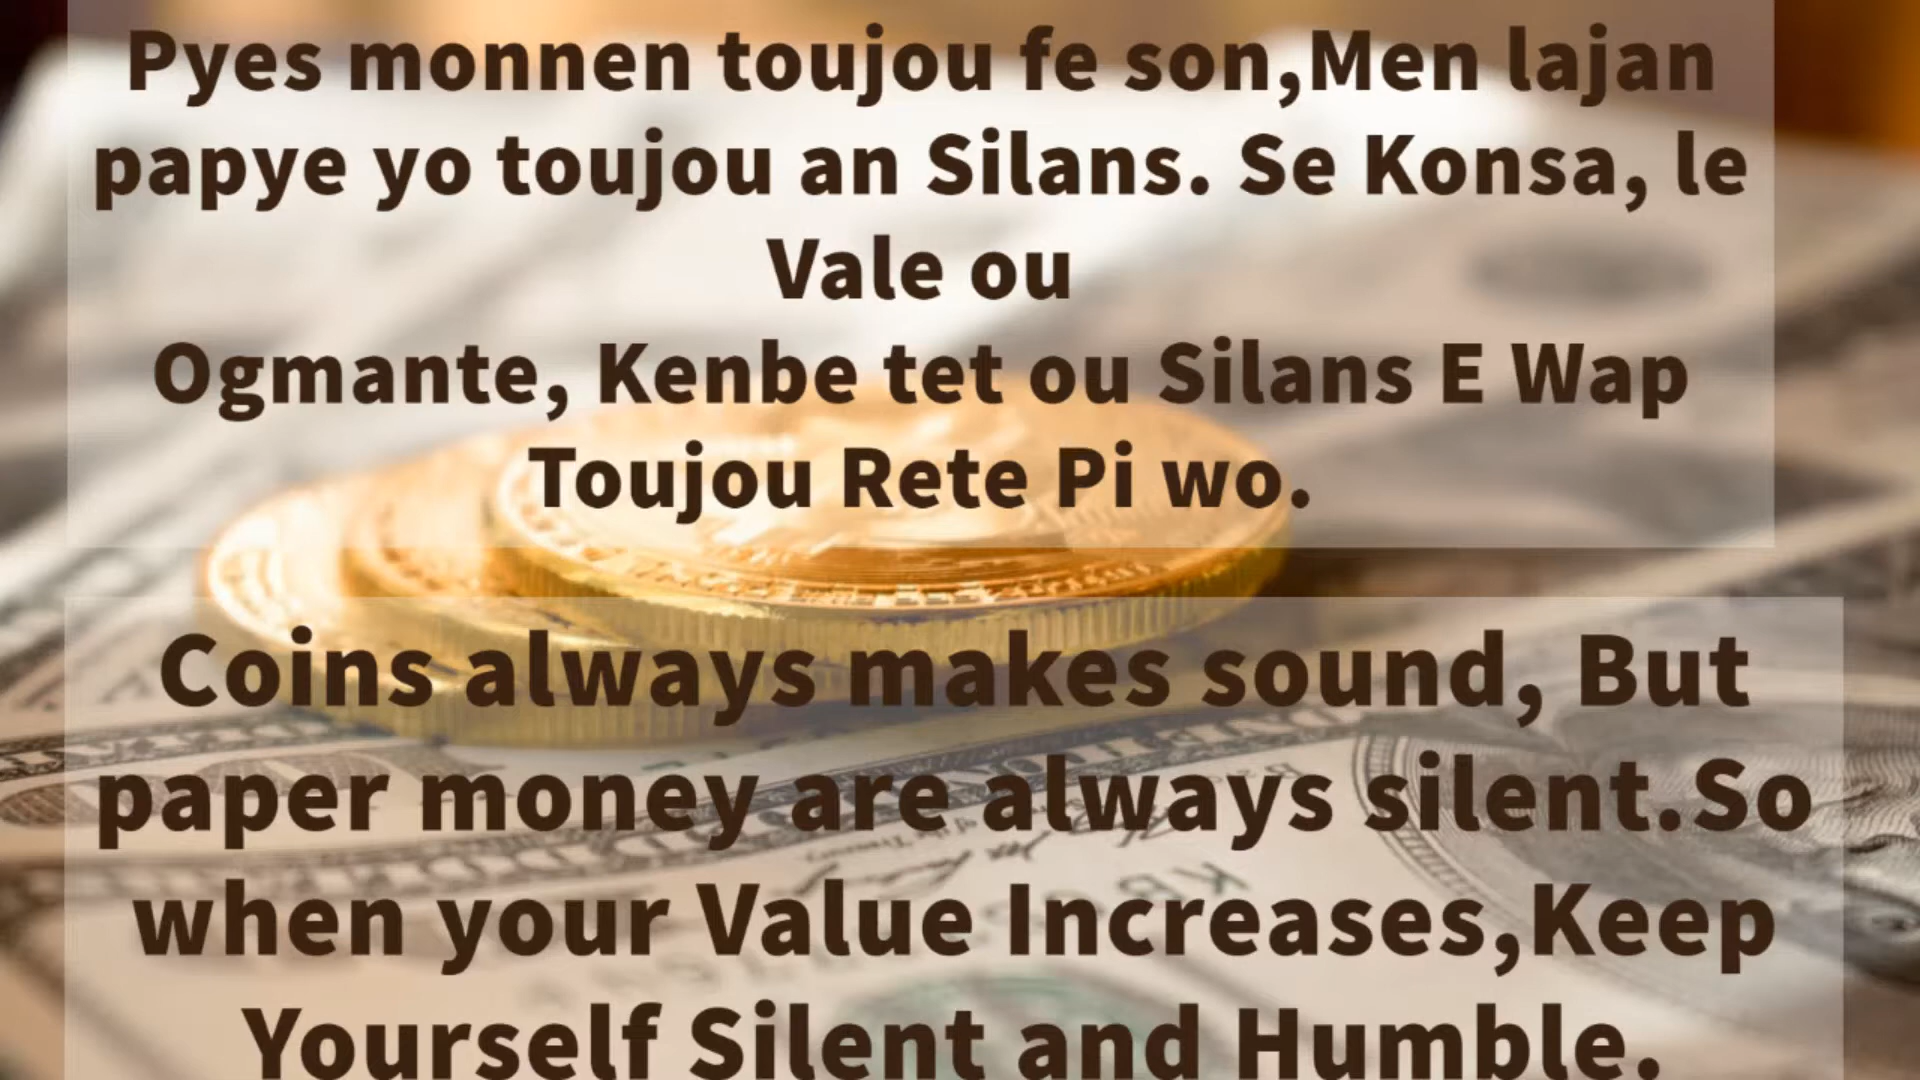 Pyes monnen toujou fe son,Men lajan
papye yo toujou an Silans. Se Konsa, le
Vale ou
Ogmante, Kenbe tet ou Silans E Wap
Toujou Rete Pi wo.
Coins always makes sound, But
paper money are always silent.So
when your Value Increases,Keep
Yourself Silent and Humble.